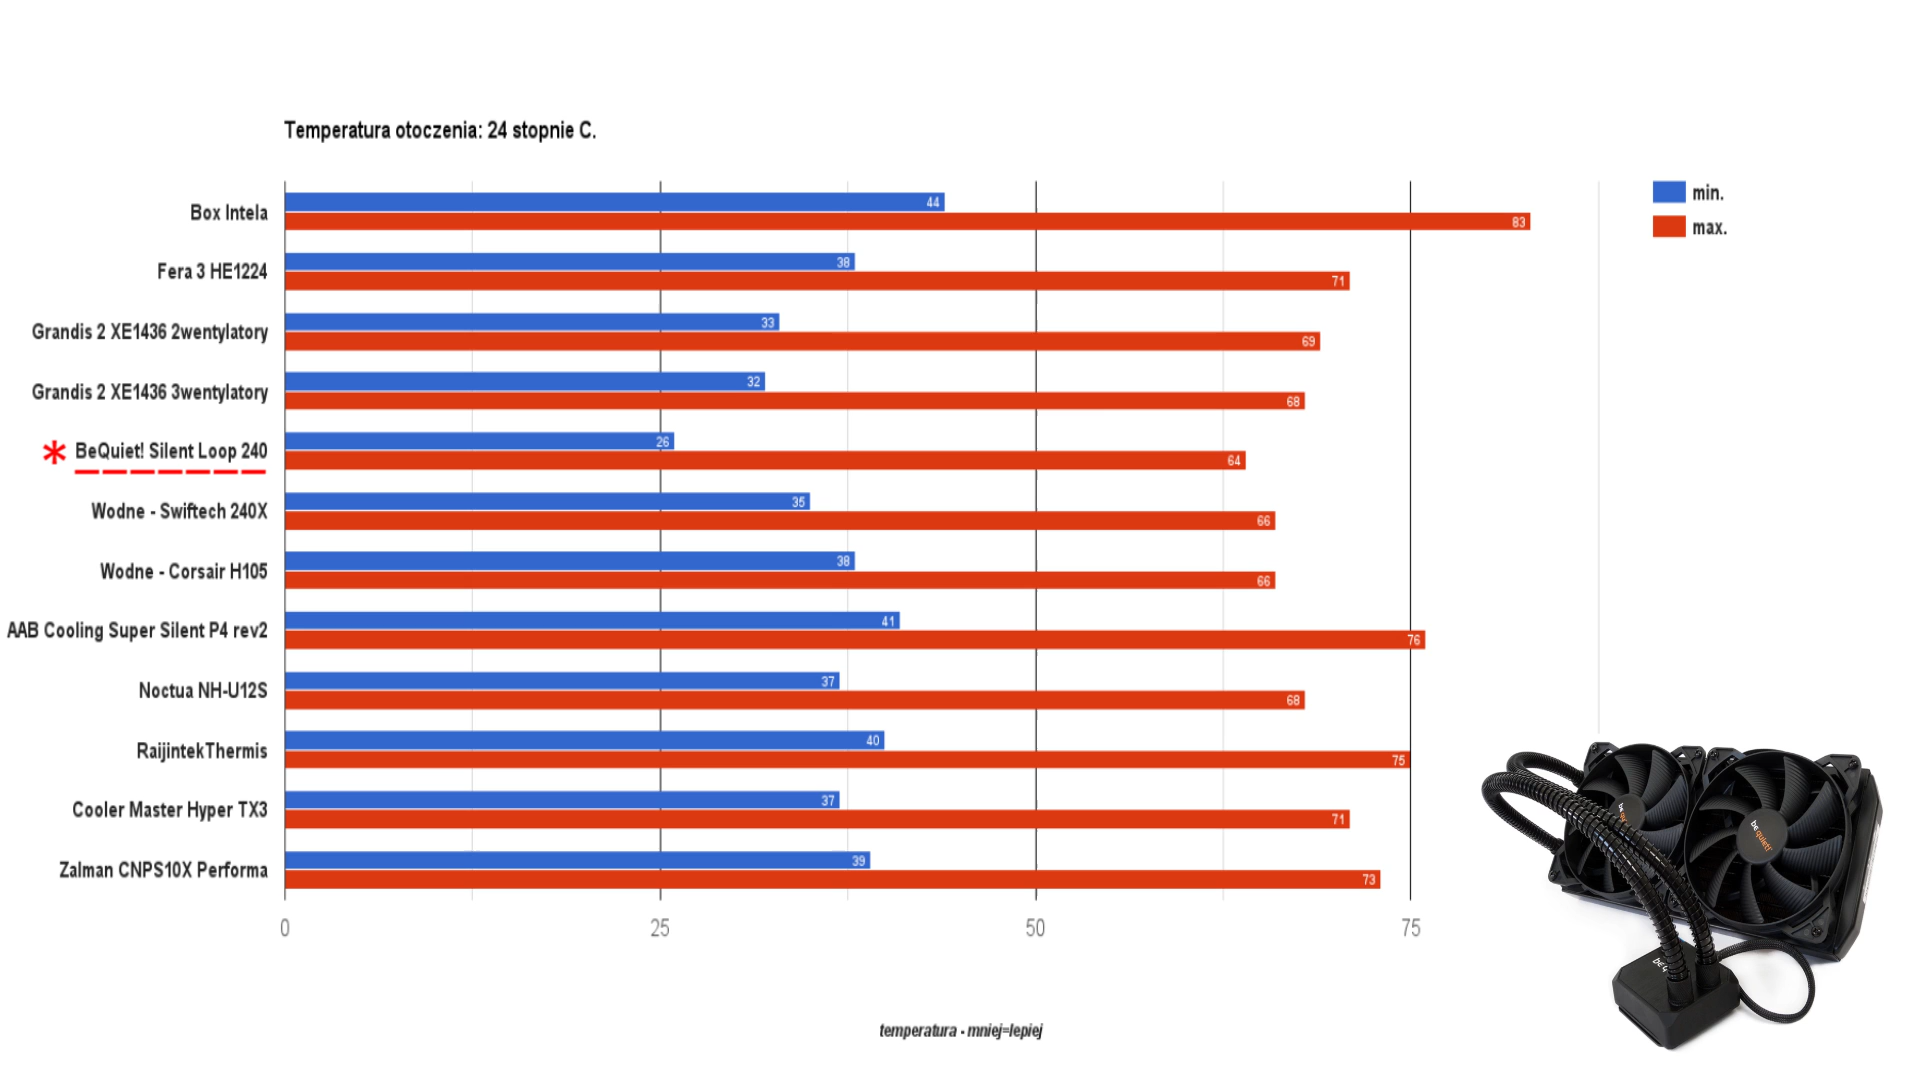 Temperatura otoczenia: 24 stopnie C.
min.
max.
Box Intela
44
83
Fera 3 HE1224
38
71
Grandis 2 XE1436 2wentylatory
33
69
Grandis 2 XE1436 3wentylatory
32
68
* BeQuiet! Silent Loop 240
26
64
Wodne - Swiftech 240X
35
66
Wodne - Corsair H105
38
66
AAB Cooling Super Silent P4 rev2
41
76
Noctua NH-U12S
37
68
RaijintekThermis
40
75
Cooler Master Hyper TX3
37
71
Zalman CNPS10X Performa
39
73
0 25 50 75
temperatura - mniej=lepiej
be quiet!